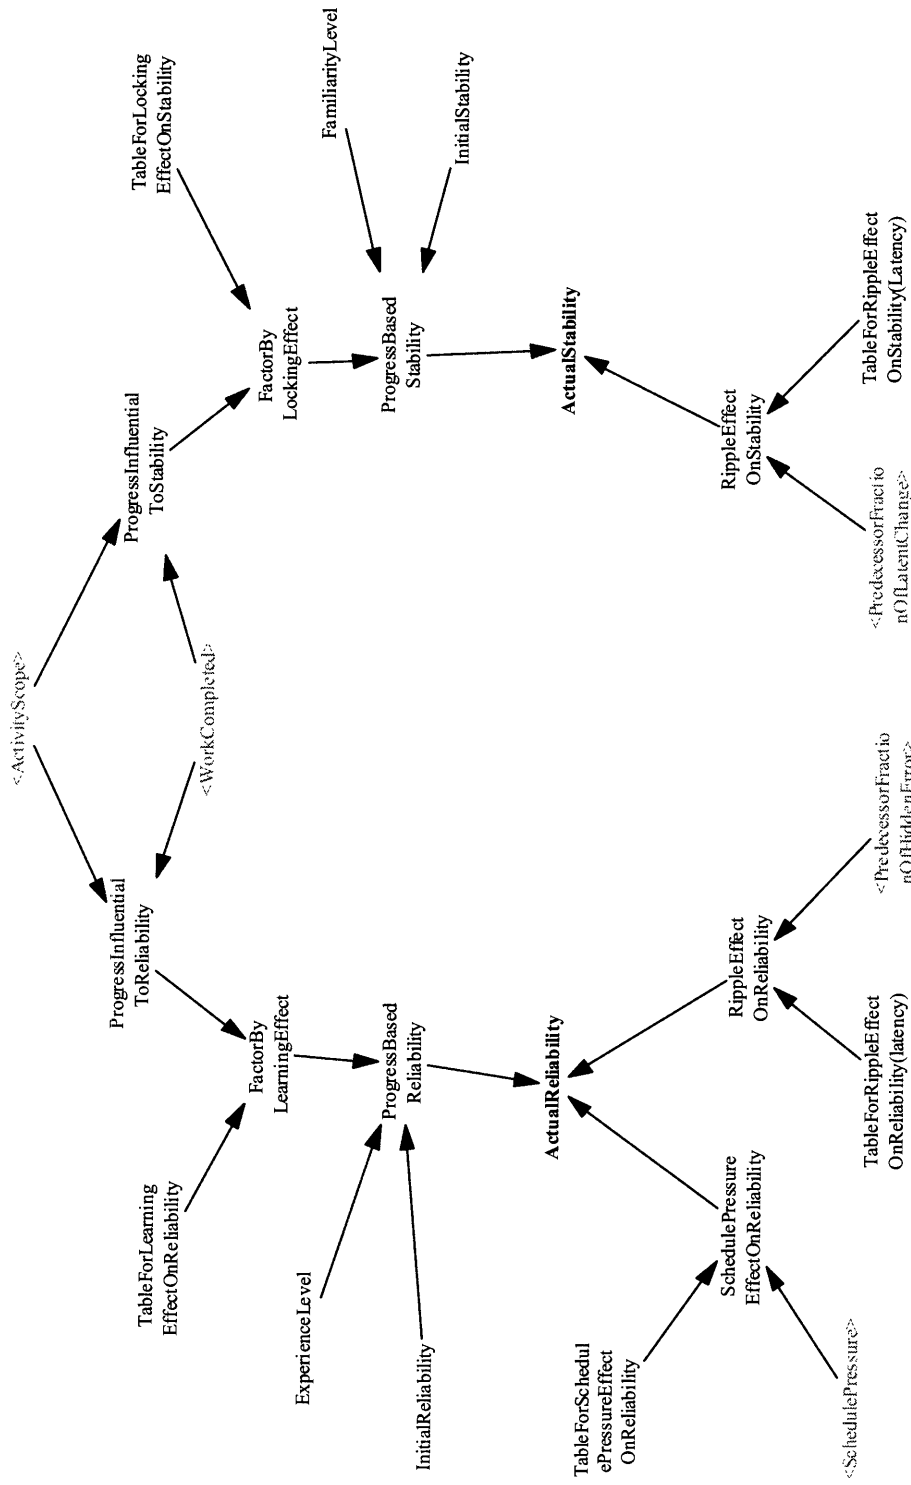 <ActivityScope>
ProgressInfluential
ToReliability
<WorkCompleted>
ProgressInfluential
ToStability
TableForLearning
EffectOnReliability
FactorBy
LearningEffect
FactorBy
LockingEffect
TableForLocking
EffectOnStability
ExperienceLevel
InitialReliability
ProgressBased
Reliability
ProgressBased
Stability
FamiliarityLevel
InitialStability
ActualReliability
ActualStability
TableForSchedul
ePressureEffect
OnReliability
SchedulePressure
EffectOnReliability
RippleEffect
OnReliability
RippleEffect
OnStability
<SchedulePressure>
TableForRippleEffect
OnReliability(latency)
<PredecessorFractio
nOfHiddenError>
<PredecessorFractio
nOfLatentChange>
TableForRippleEffect
OnStability(Latency)